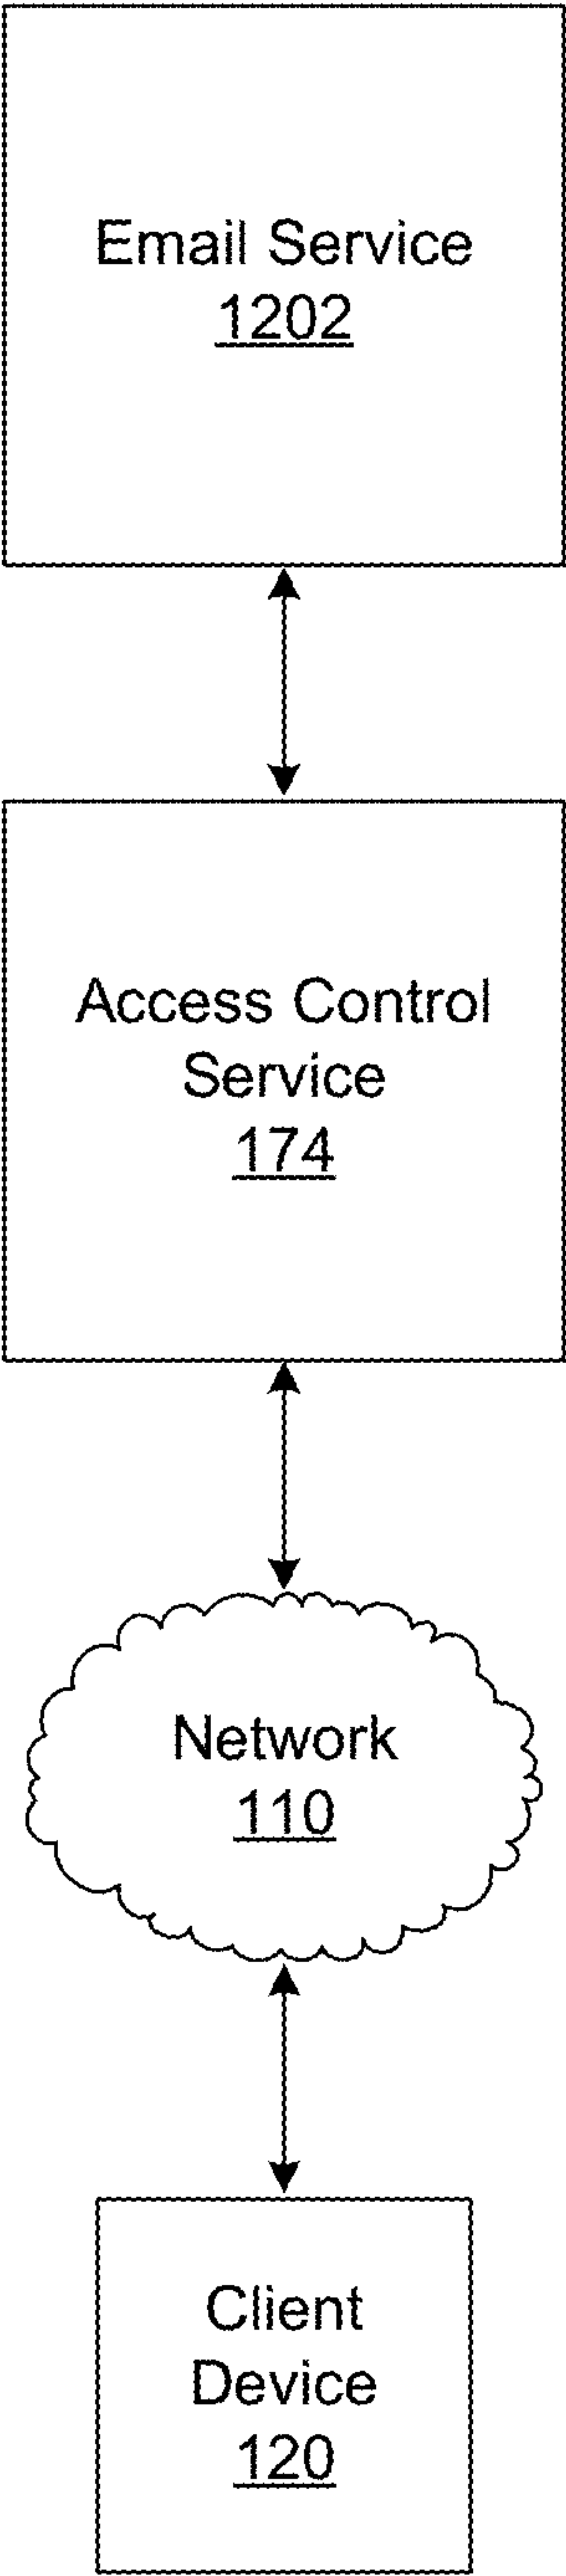 Email Service
1202
Access Control
Service
174
Network
110
Client
Device
120